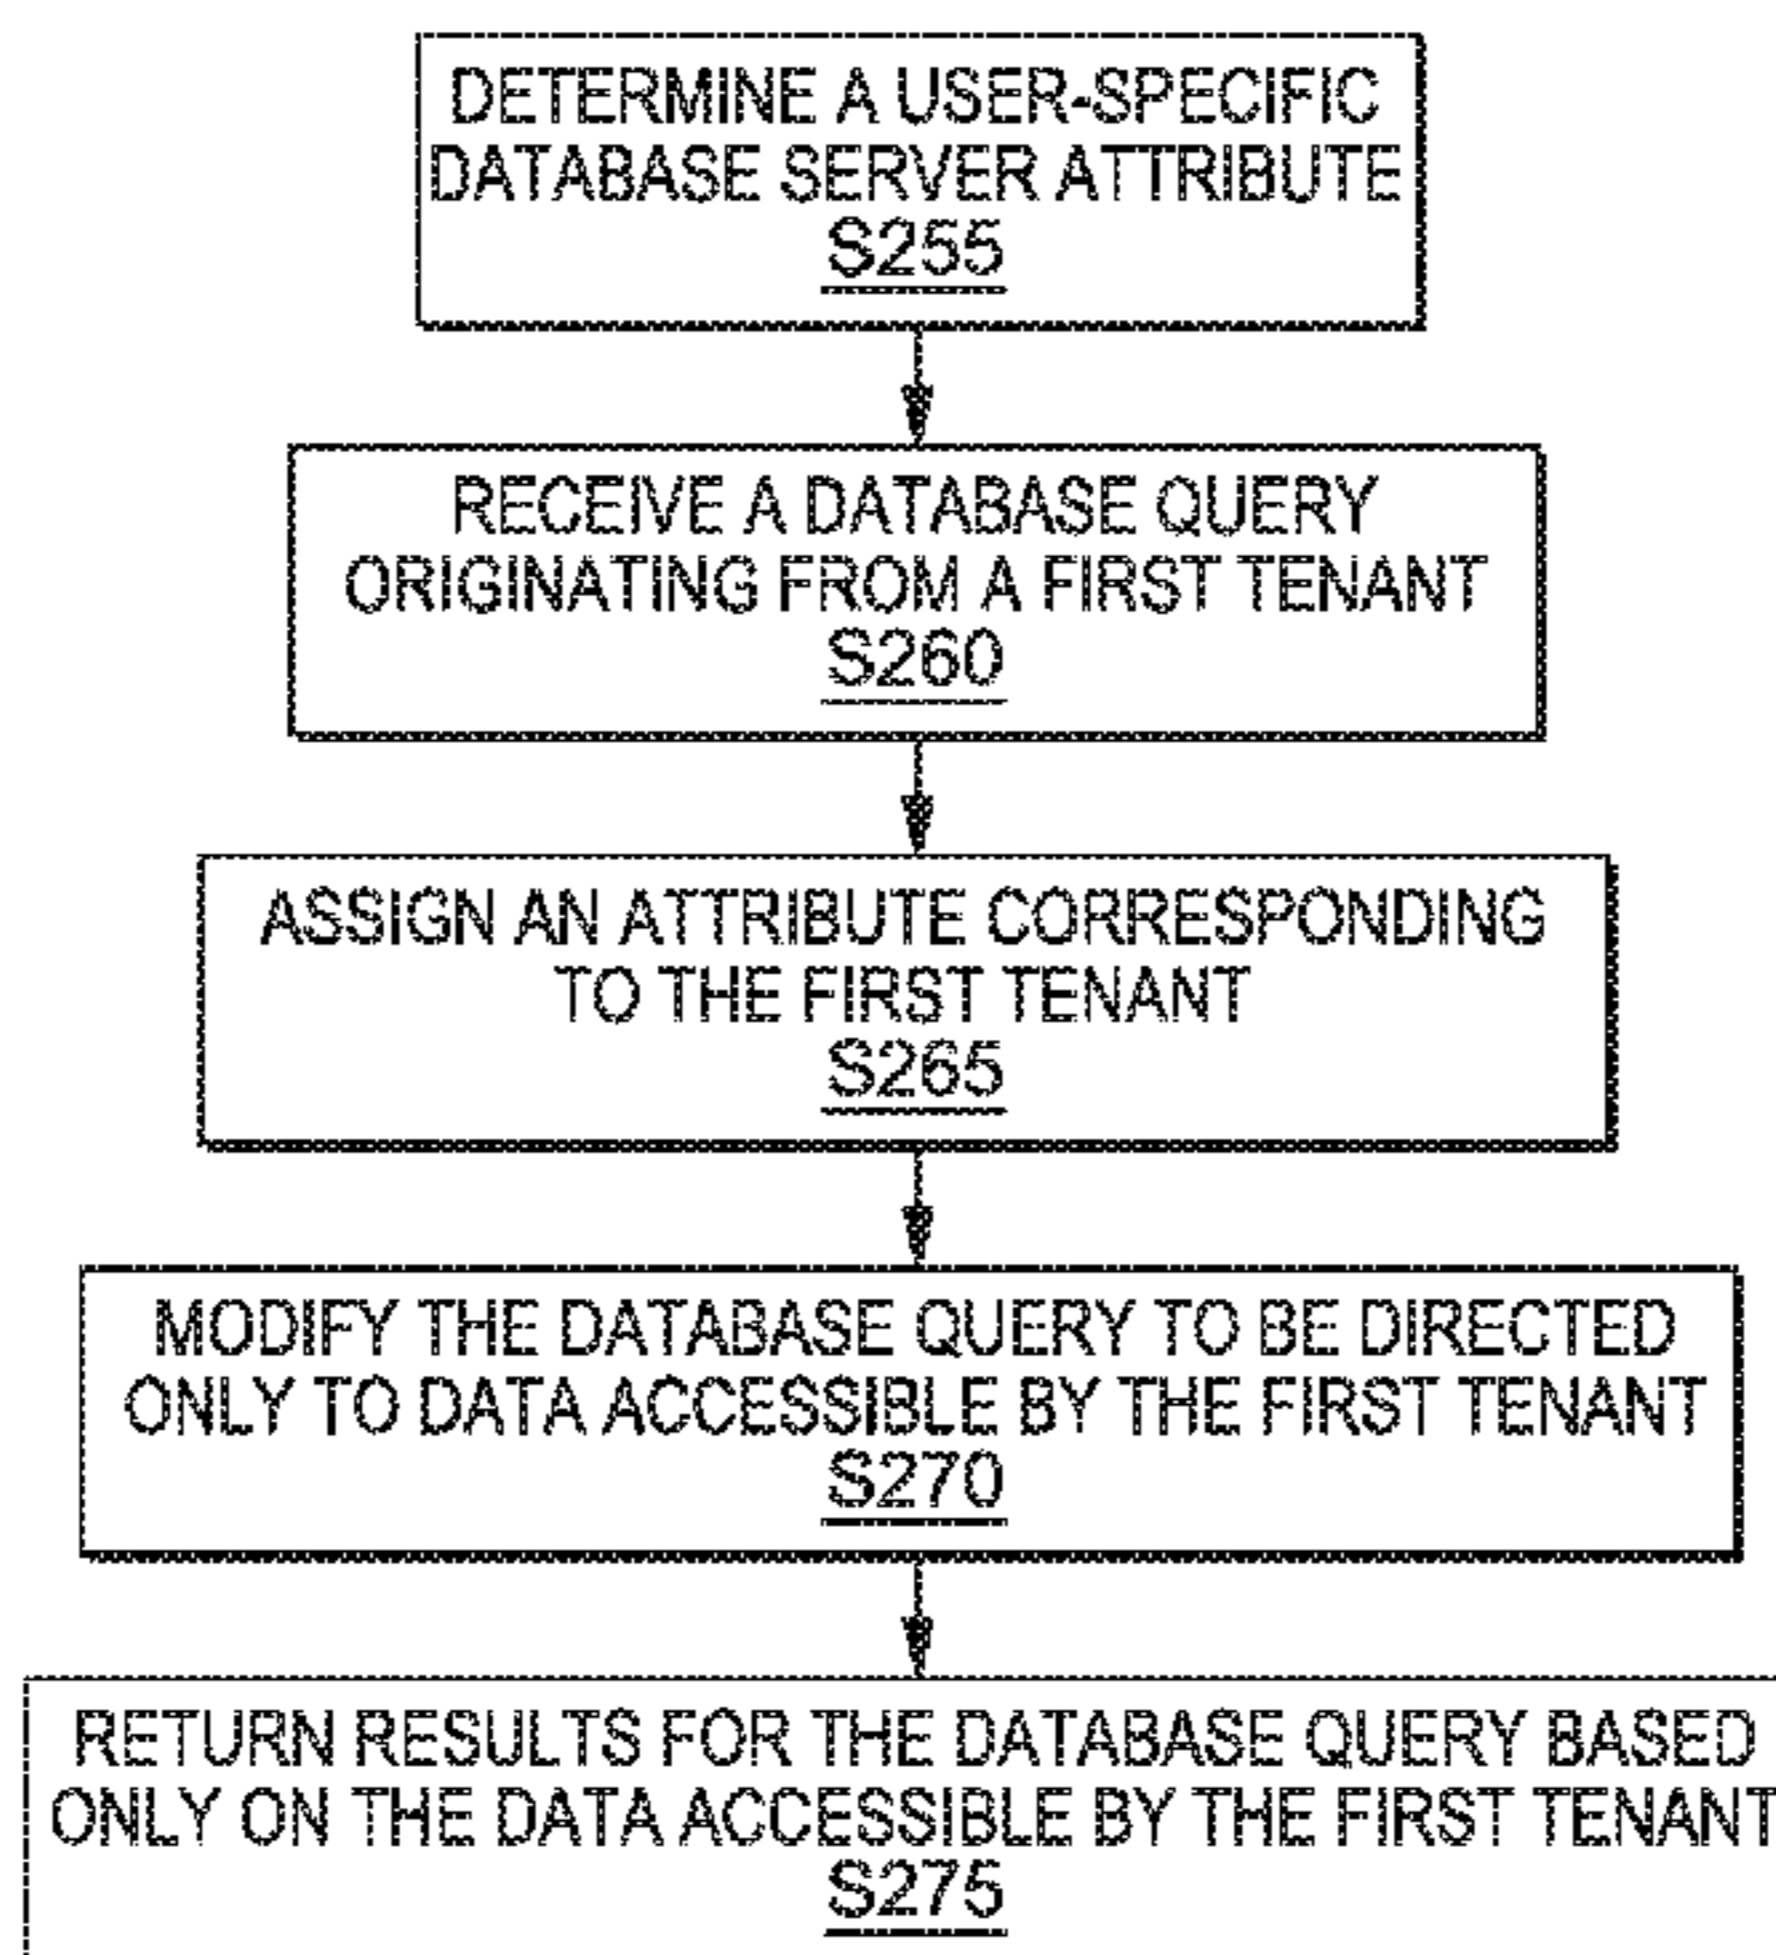 DETERMINE A USER-SPECIFIC
DATABASE SERVER ATTRIBUTE
S255
RECEIVE A DATABASE QUERY
ORIGINATING FROM A FIRST TENANT
S260
ASSIGN AN ATTRIBUTE CORRESPONDING
TO THE FIRST TENANT
S265
MODIFY THE DATABASE QUERY TO BE DIRECTED
ONLY TO DATA ACCESSIBLE BY THE FIRST TENANT
S270
RETURN RESULTS FOR THE DATABASE QUERY BASED
ONLY ON THE DATA ACCESSIBLE BY THE FIRST TENANT
S275